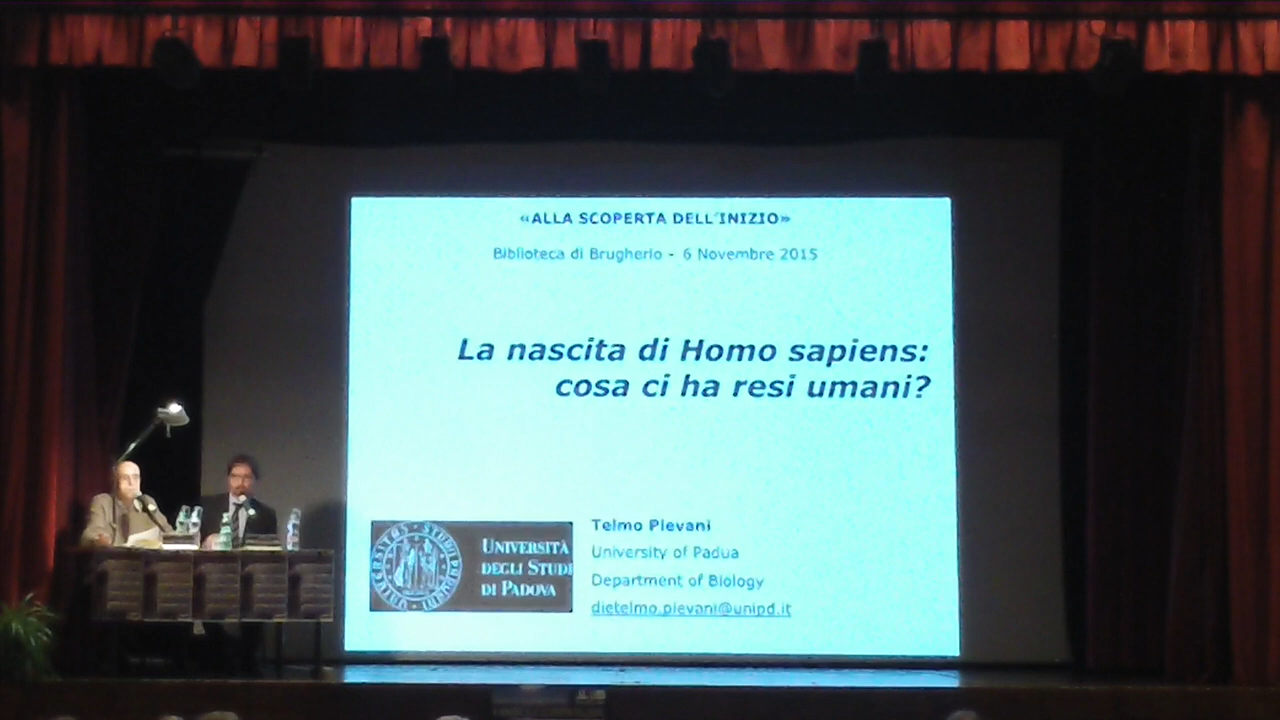 «ALLA SCOPERTA DELL'INIZIO»
Biblioteca di Brugherio - 6 Novembre 2015
La nascita di Homo sapiens:
cosa ci ha resi umani?
UNIVERSITÀ
DEGLI STUDI
DI PADOVA
Telmo Pievani
University of Padua
Department of Biology
dietelmo.pievani@unipd.it